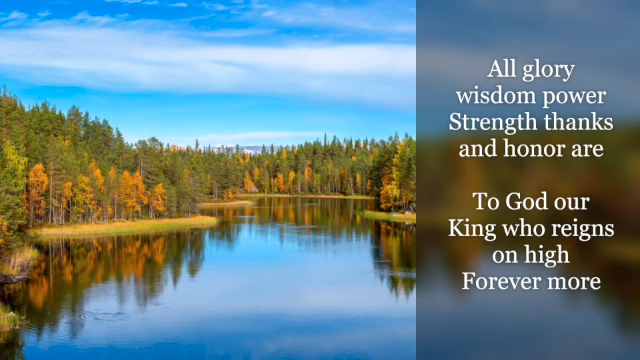 All glory
wisdom power
Strength thanks
and honor are
To God our
King who reigns
on high
Forever more